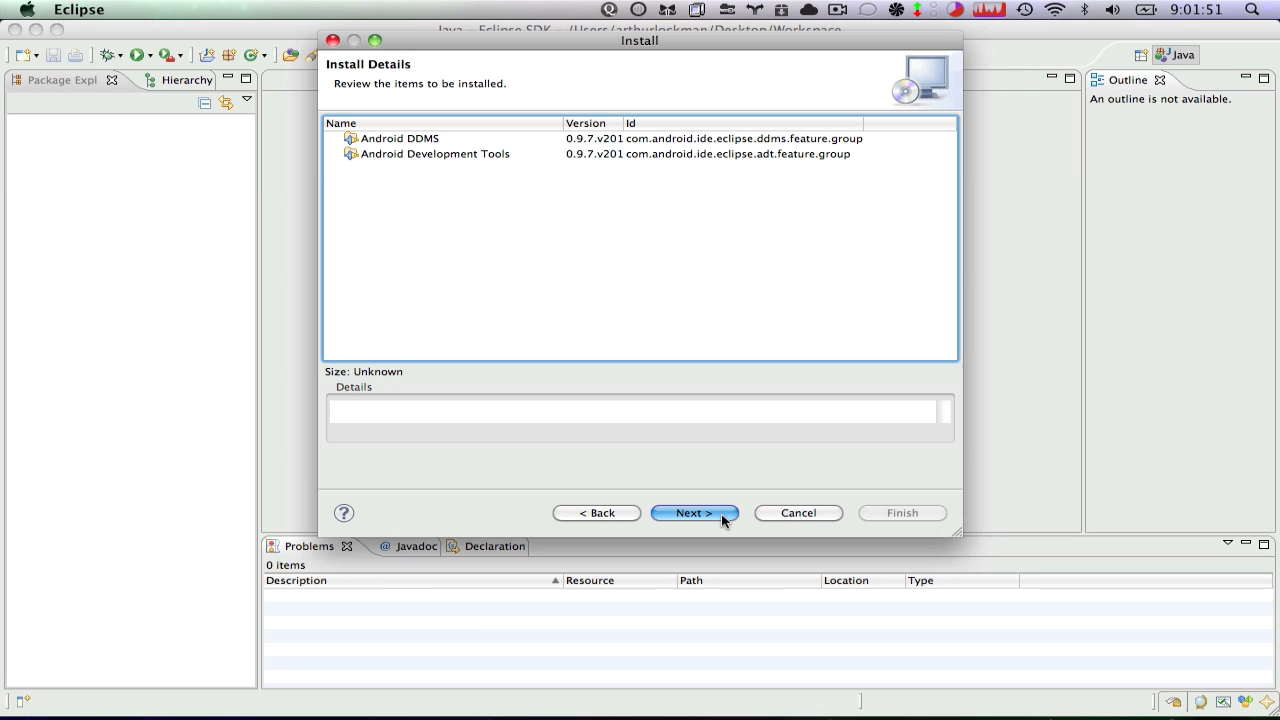 Eclipse
9:01:51
Java – Eclipse SDK – /Users/arthurlockman/Desktop/Workspace
Install
Java
Package Expl
Hierarchy
Outline
An outline is not available.
Install Details
Review the items to be installed.
Name Version Id
Android DDMS 0.9.7.v201 com.android.ide.eclipse.ddms.feature.group
Android Development Tools 0.9.7.v201 com.android.ide.eclipse.adt.feature.group
Size: Unknown
Details
? < Back Next > Cancel Finish
Problems @ Javadoc Declaration
0 items
Description Resource Path Location Type